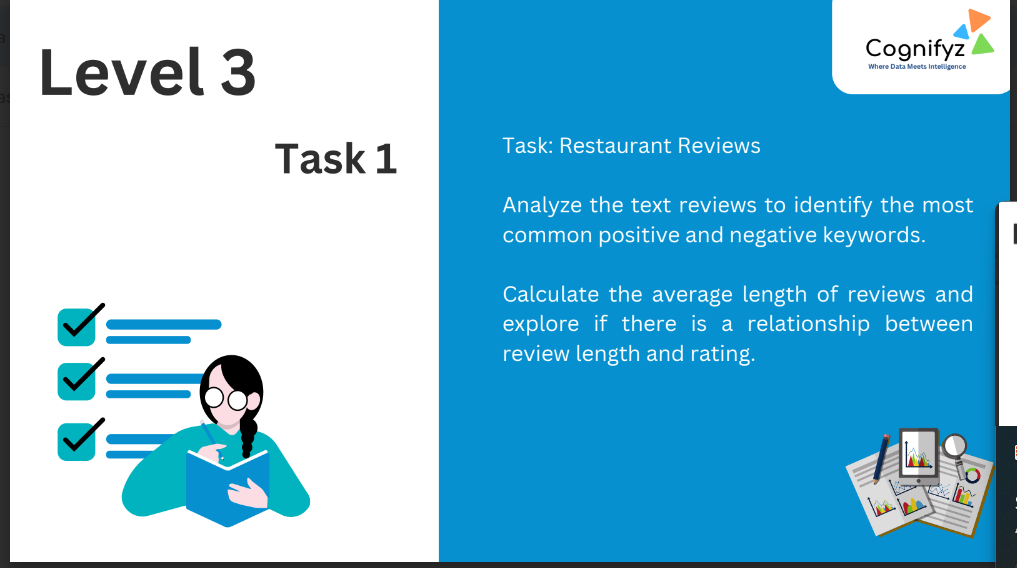 Level 3
Task 1
Cognifyz
Where Data Meets Intelligence
Task: Restaurant Reviews
Analyze the text reviews to identify the most
common positive and negative keywords.
Calculate the average length of reviews and
explore if there is a relationship between
review length and rating.